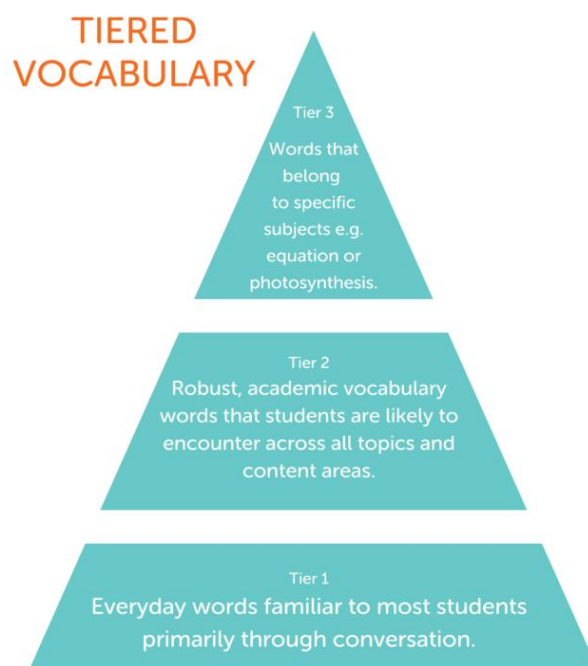 TIERED
VOCABULARY
Tier 3
Words that
belong
to specific
subjects e.g.
equation or
photosynthesis.
Tier 2
Robust, academic vocabulary
words that students are likely to
encounter across all topics and
content areas.
Tier 1
Everyday words familiar to most students
primarily through conversation.